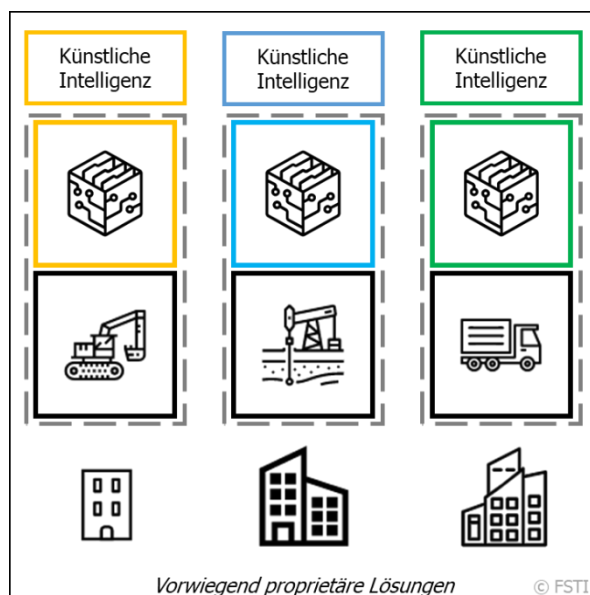 Künstliche
Intelligenz
Künstliche
Intelligenz
Künstliche
Intelligenz
Vorwiegend proprietäre Lösungen
© FSTI